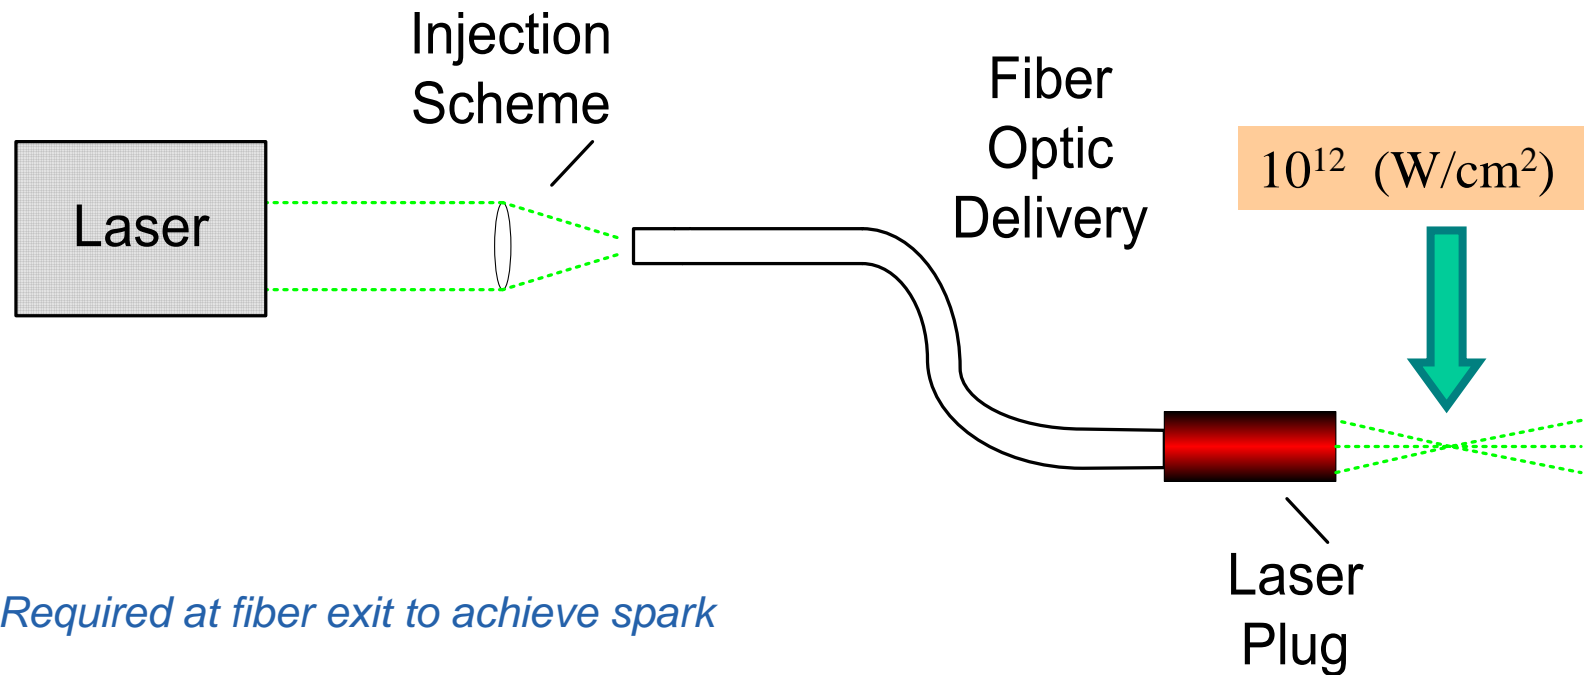 Injection
Scheme
Fiber
Optic
Delivery
10¹² (W/cm²)
Laser
Laser
Plug
Required at fiber exit to achieve spark